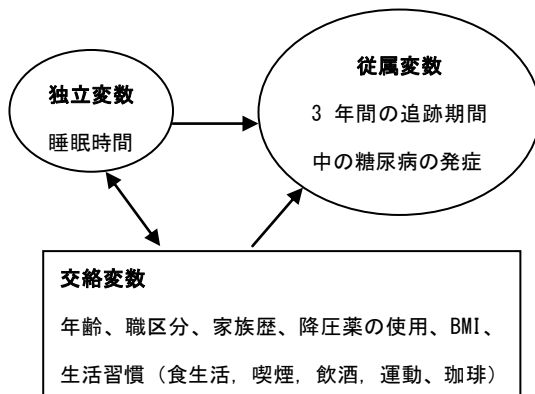 独立変数
睡眠時間
従属変数
3 年間の追跡期間
中の糖尿病の発症
交絡変数
年齢、職区分、家族歴、降圧薬の使用、BMI、
生活習慣（食生活, 喫煙, 飲酒, 運動、珈琲）